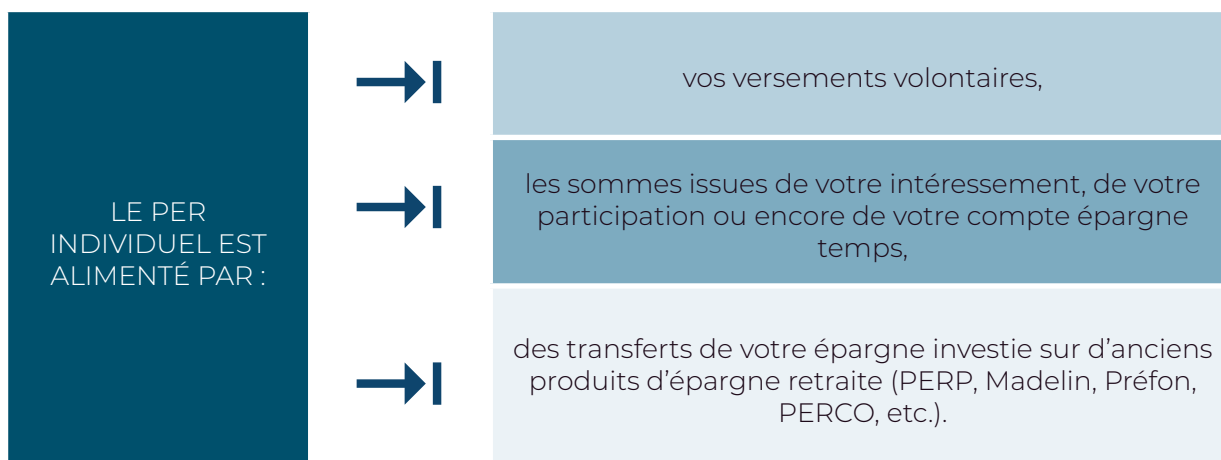 LE PER
INDIVIDUEL EST
ALIMENTÉ PAR :
vos versements volontaires,
les sommes issues de votre intéressement, de votre
participation ou encore de votre compte épargne
temps,
des transferts de votre épargne investie sur d’anciens
produits d’épargne retraite (PERP, Madelin, Préfon,
PERCO, etc.).